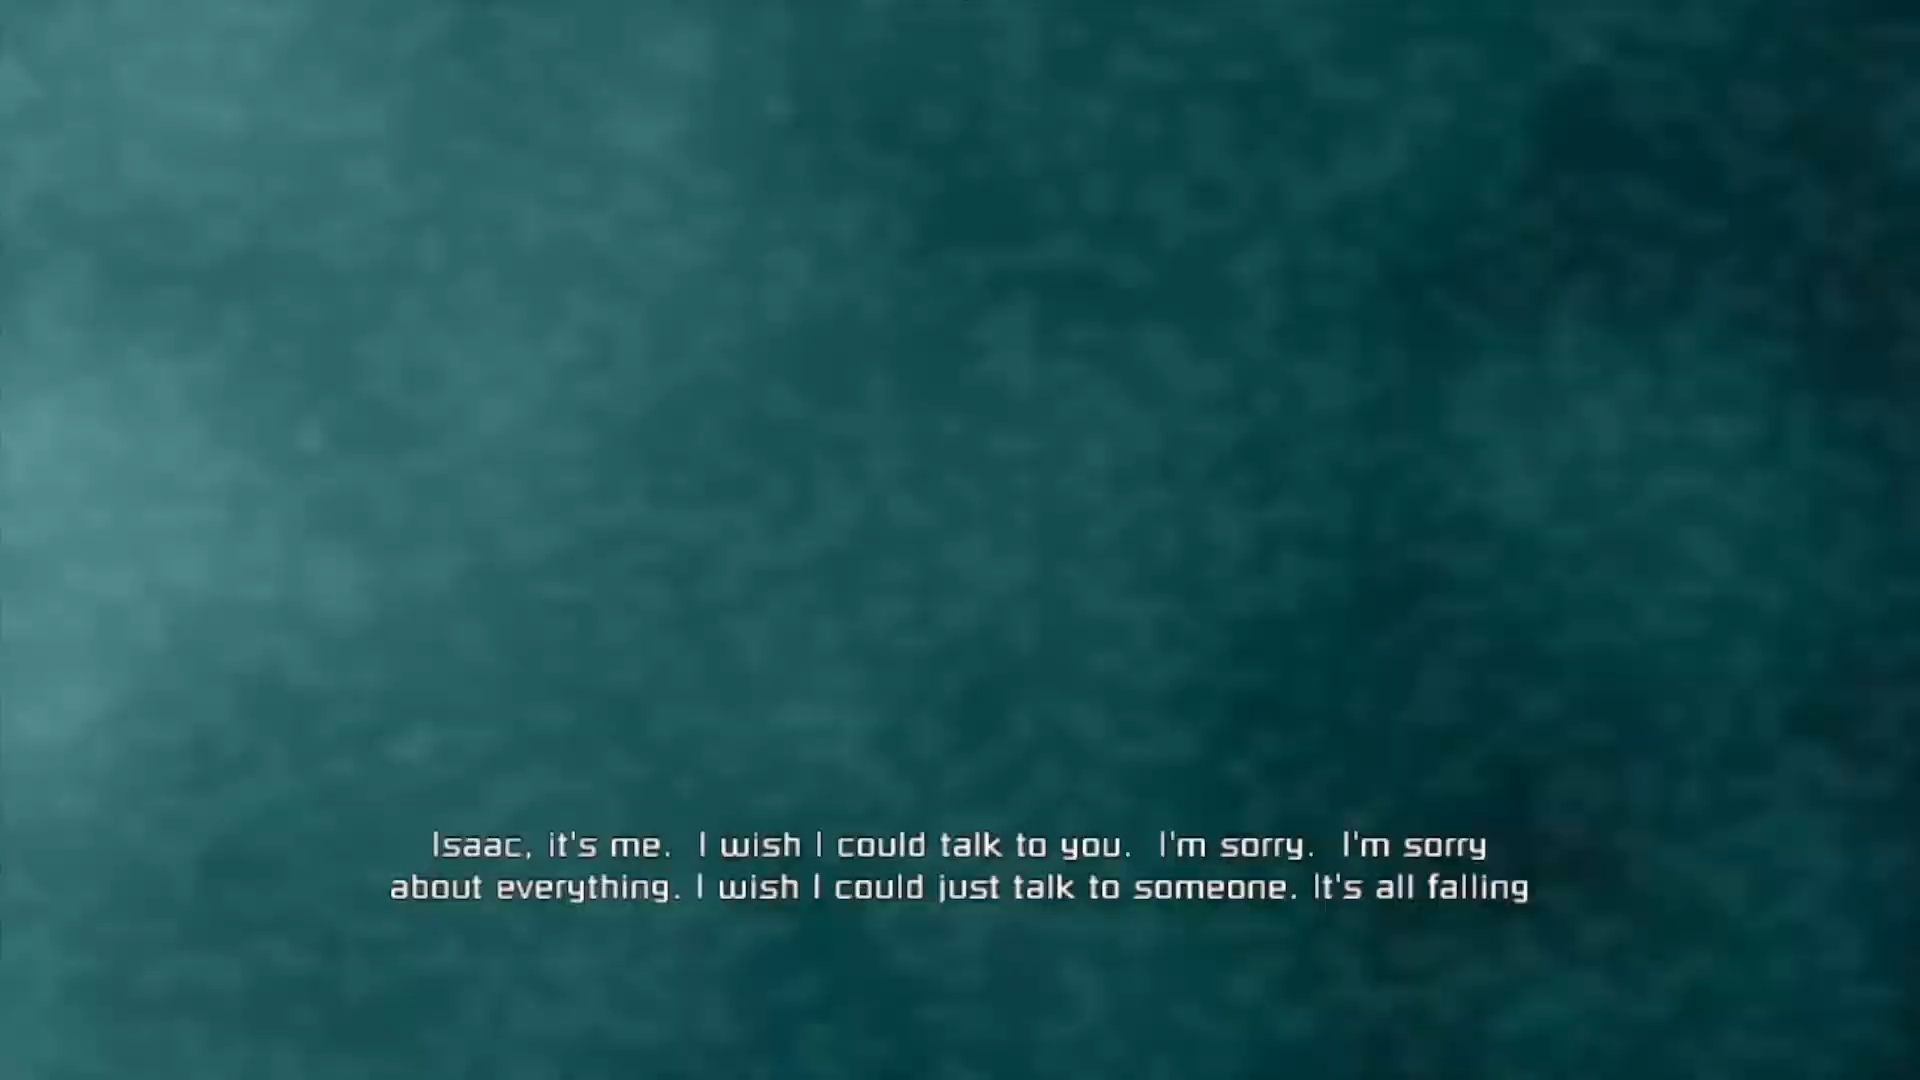 Isaac, it's me.  I wish I could talk to you.  I'm sorry.  I'm sorry
about everything. I wish I could just talk to someone. It's all falling